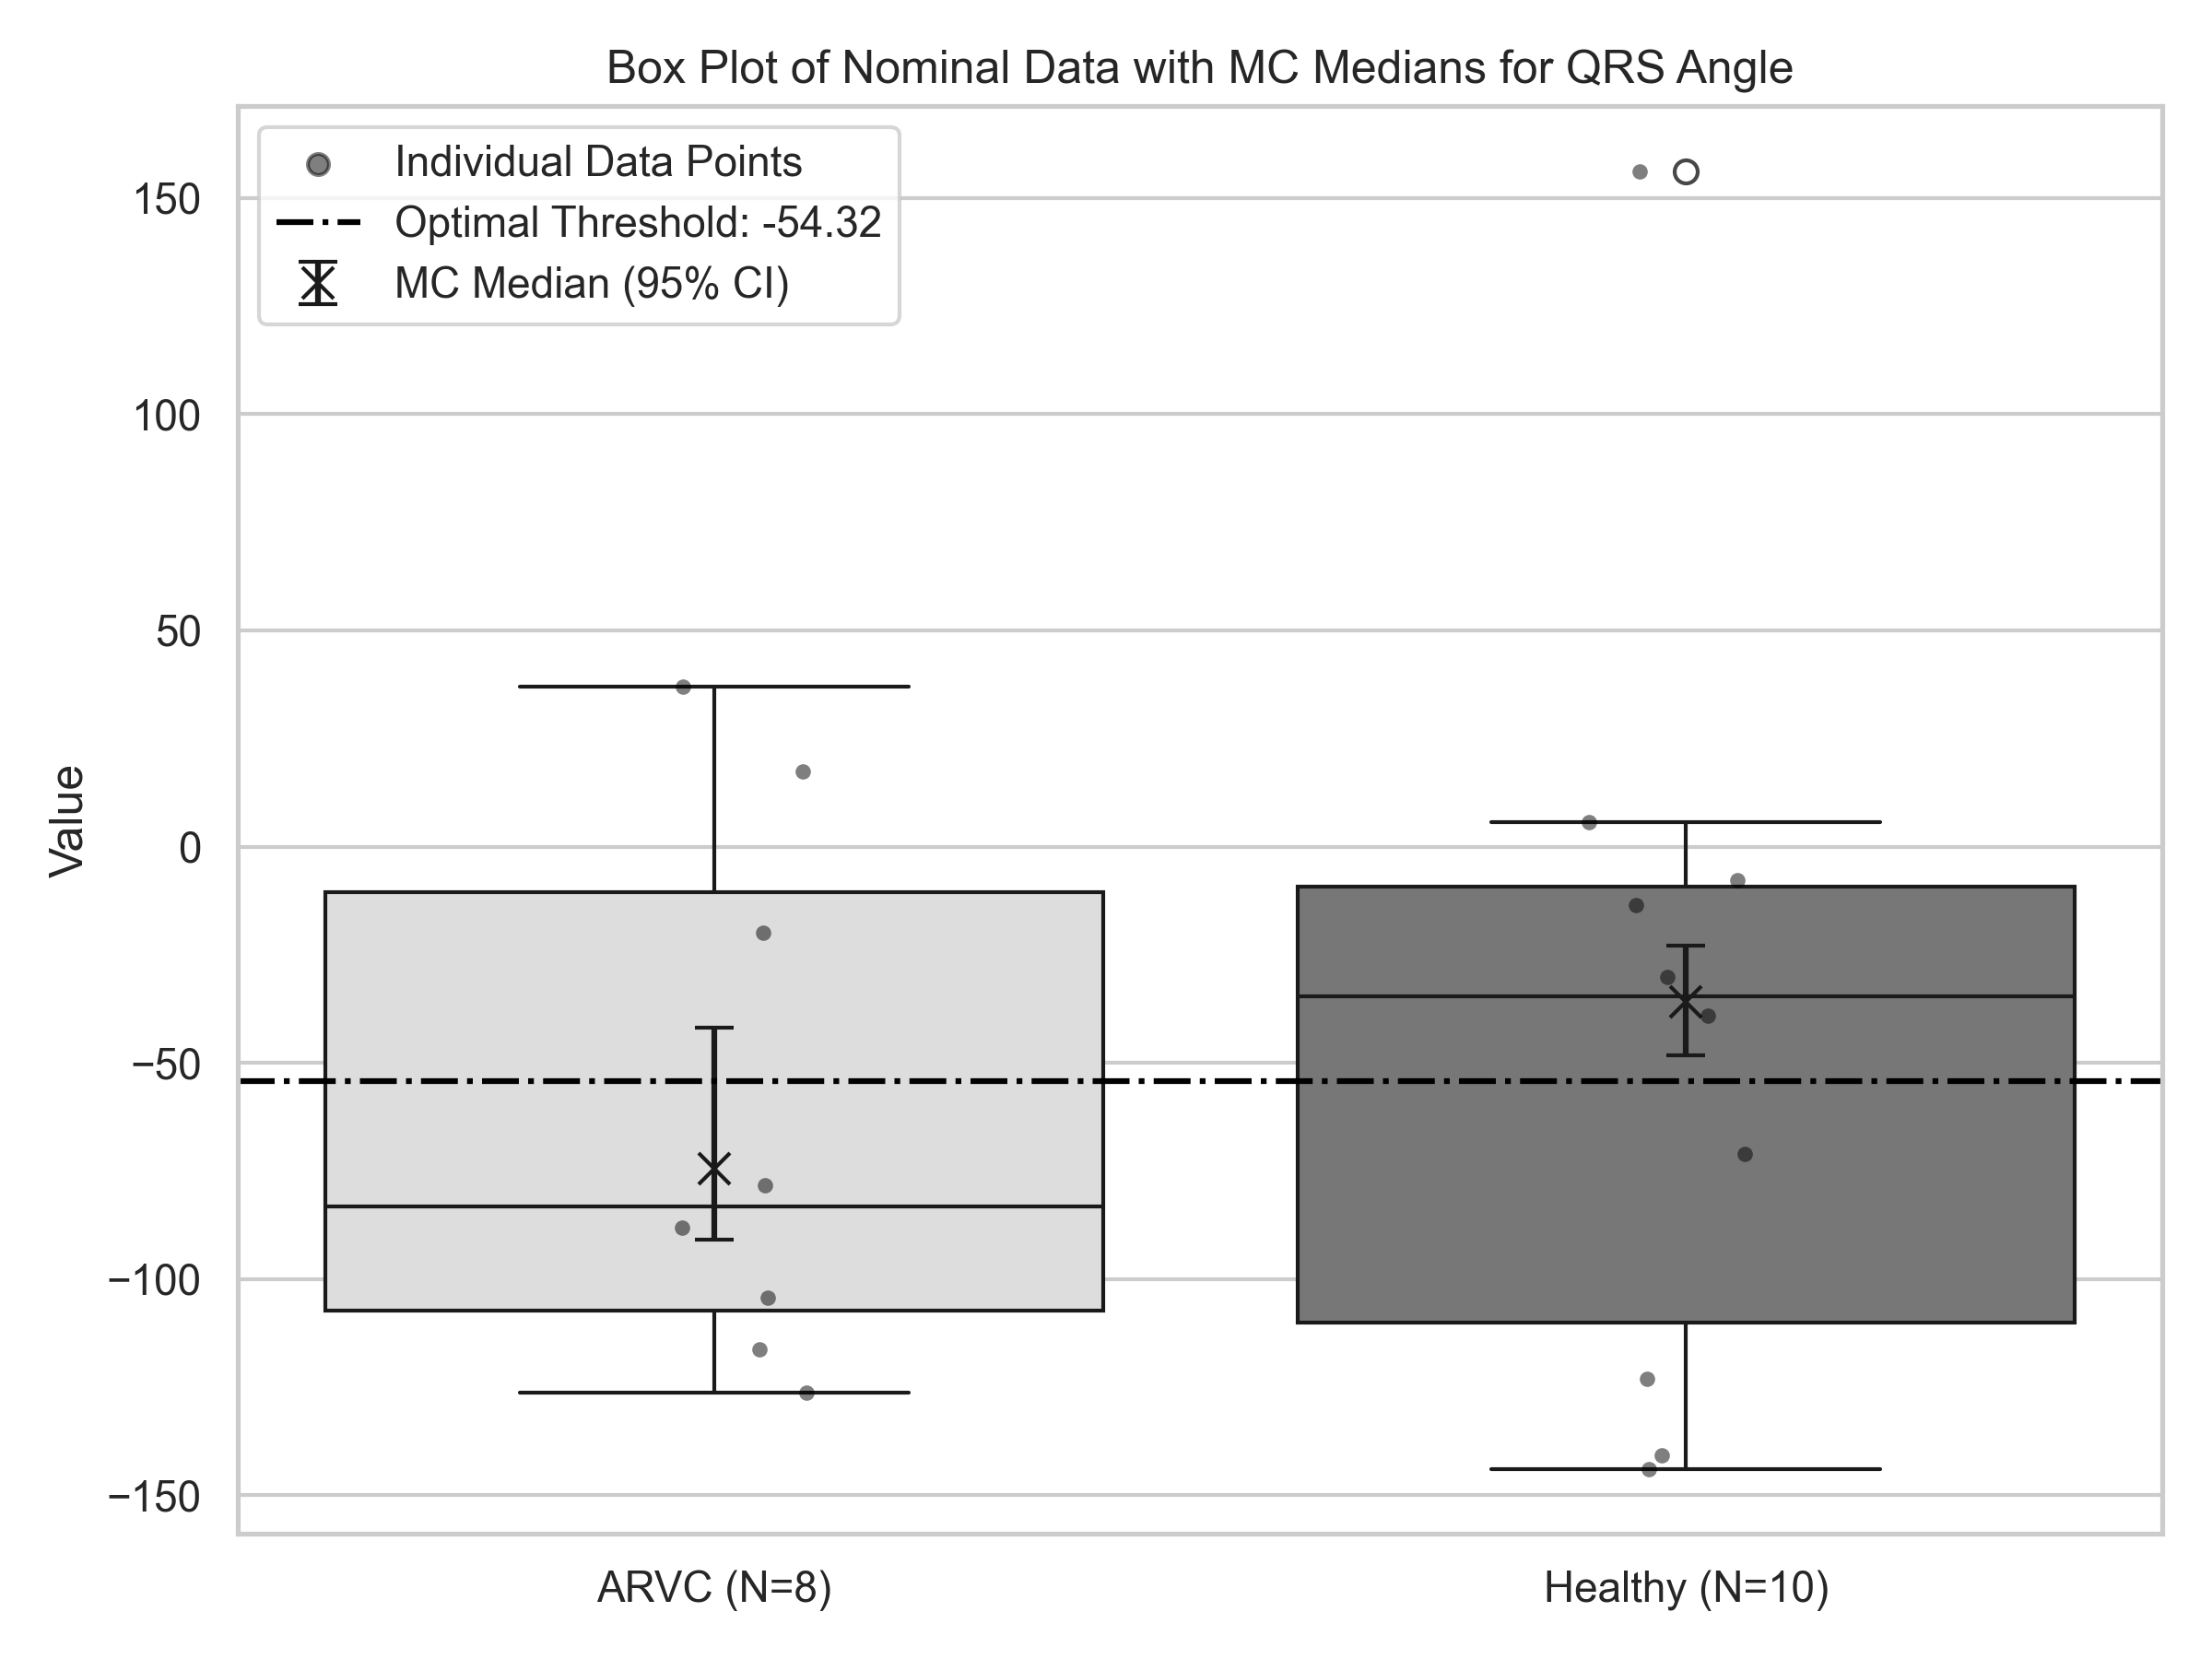 Box Plot of Nominal Data with MC Medians for QRS Angle
Individual Data Points
Optimal Threshold: -54.32
MC Median (95% CI)
150
100
50
0
−50
−100
−150
Value
ARVC (N=8)
Healthy (N=10)